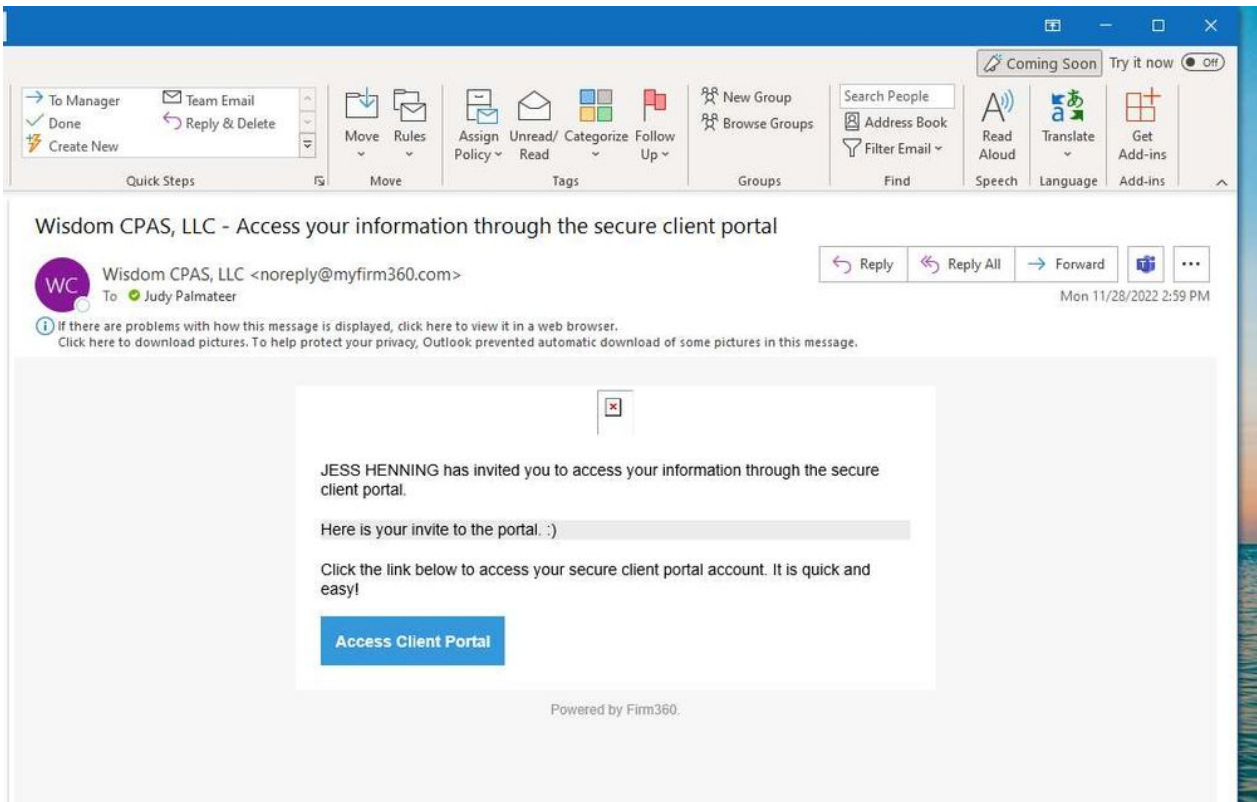 Coming Soon Try it now Off
To Manager Team Email
Done Reply & Delete
Create New
Quick Steps
Move Rules
Move
Assign Policy Unread/ Read Categorize Follow Up
Tags
New Group
Browse Groups
Groups
Search People
Address Book
Filter Email
Find
Read Aloud
Speech
Translate
Language
Get Add-ins
Add-ins
Wisdom CPAS, LLC - Access your information through the secure client portal
WC
Wisdom CPAS, LLC <noreply@myfirm360.com>
To Judy Palmateer
Reply Reply All Forward
Mon 11/28/2022 2:59 PM
If there are problems with how this message is displayed, click here to view it in a web browser.
Click here to download pictures. To help protect your privacy, Outlook prevented automatic download of some pictures in this message.
JESS HENNING has invited you to access your information through the secure
client portal.
Here is your invite to the portal. :)
Click the link below to access your secure client portal account. It is quick and
easy!
Access Client Portal
Powered by Firm360.